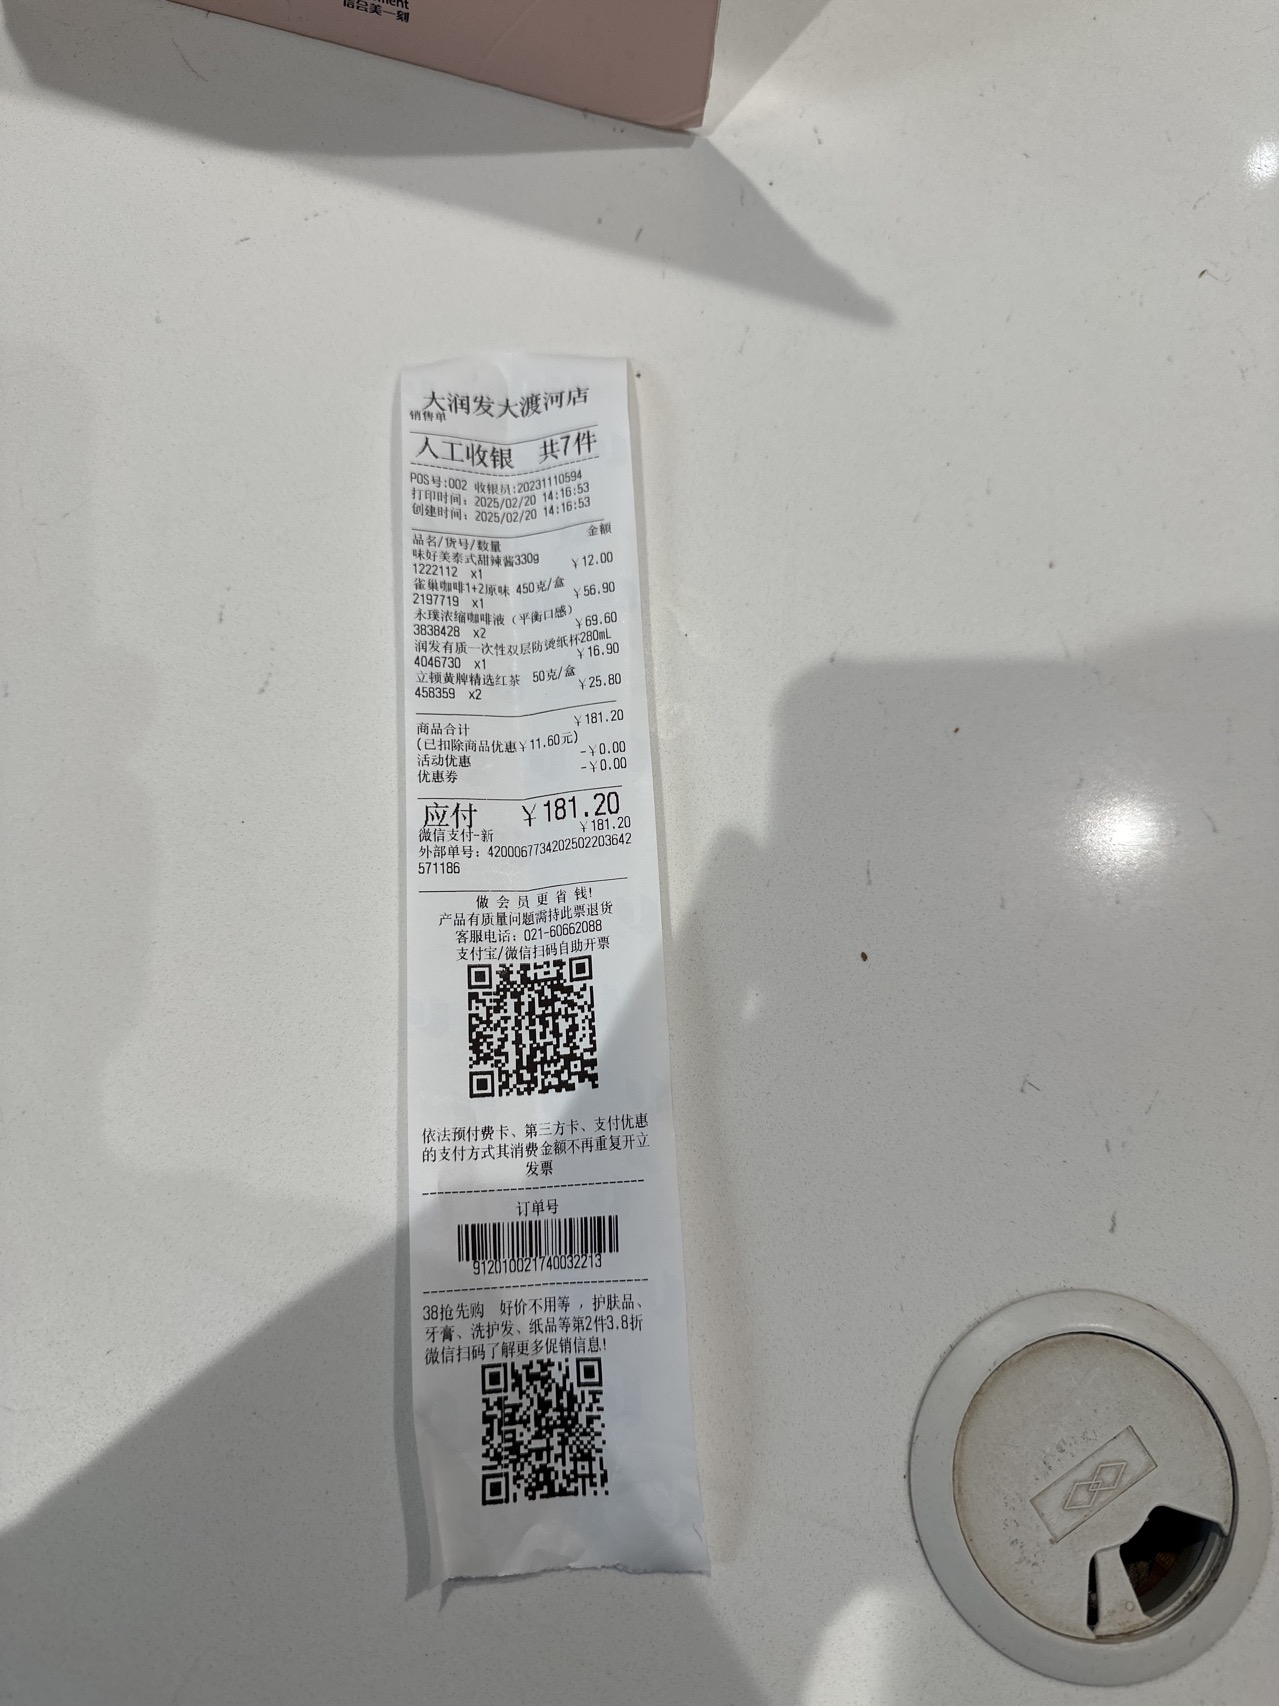 信合美一刻
大润发大渡河店
销售单
人工收银 共7件
POS号:002 收银员:20231110594
打印时间: 2025/02/20 14:16:53
创建时间: 2025/02/20 14:16:53
品名/货号/数量 金额
味好美泰式甜辣酱330g
1222112 x1 ¥12.00
雀巢咖啡1+2原味 450克/盒
2197719 x1 ¥56.90
永璞浓缩咖啡液(平衡口感)
3838428 x2 ¥69.60
润发有质一次性双层防烫纸杯280mL
4046730 x1 ¥16.90
立顿黄牌精选红茶 50克/盒
458359 x2 ¥25.80
商品合计 ¥181.20
(已扣除商品优惠¥11.60元)
活动优惠 -¥0.00
优惠券 -¥0.00
应付 ¥181.20
微信支付-新 ¥181.20
外部单号: 4200067734202502203642
571186
做会员更省钱!
产品有质量问题需持此票退货
客服电话: 021-60662088
支付宝/微信扫码自助开票
依法预付费卡、第三方卡、支付优惠
的支付方式其消费金额不再重复开立
发票
订单号
912010021740032213
38抢先购 好价不用等,护肤品、
牙膏、洗护发、纸品等第2件3.8折
微信扫码了解更多促销信息!